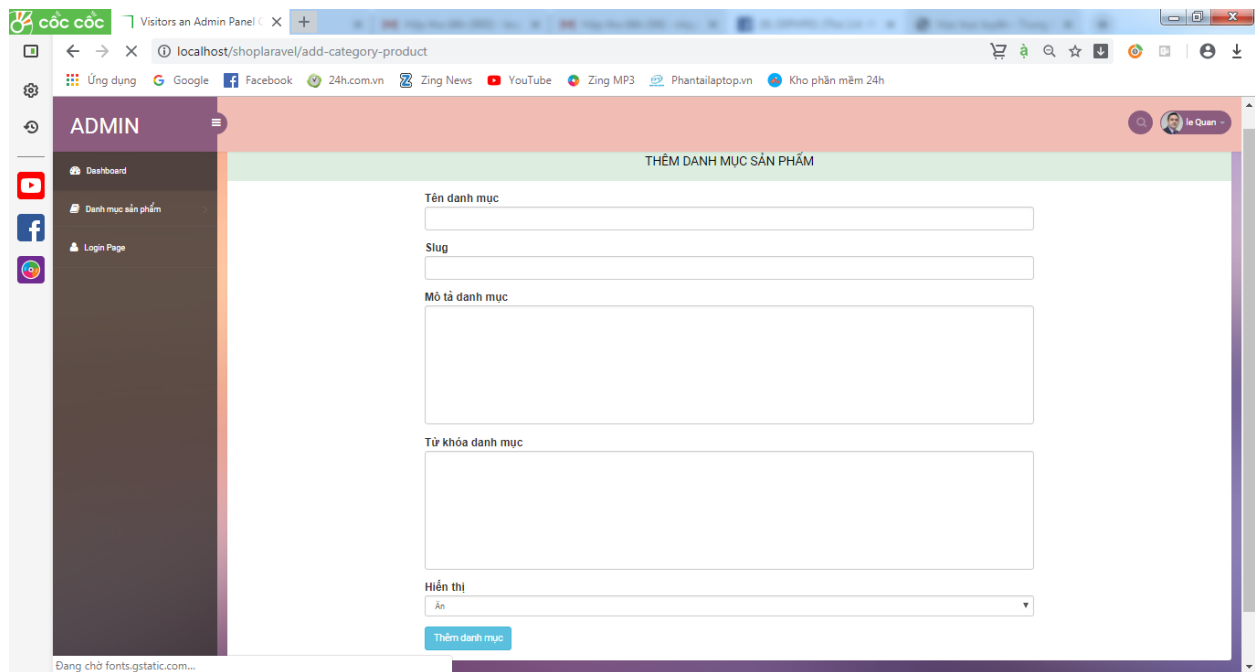 cốc cốc
Visitors an Admin Panel C
localhost/shoplaravel/add-category-product
à
Ứng dụng Google Facebook 24h.com.vn Zing News YouTube Zing MP3 Phantailaptop.vn Kho phần mềm 24h
ADMIN
le Quan
Dashboard
Danh mục sản phẩm
Login Page
THÊM DANH MỤC SẢN PHẨM
Tên danh mục
Slug
Mô tả danh mục
Từ khóa danh mục
Hiển thị
Ẩn
Thêm danh mục
Đang chờ fonts.gstatic.com...